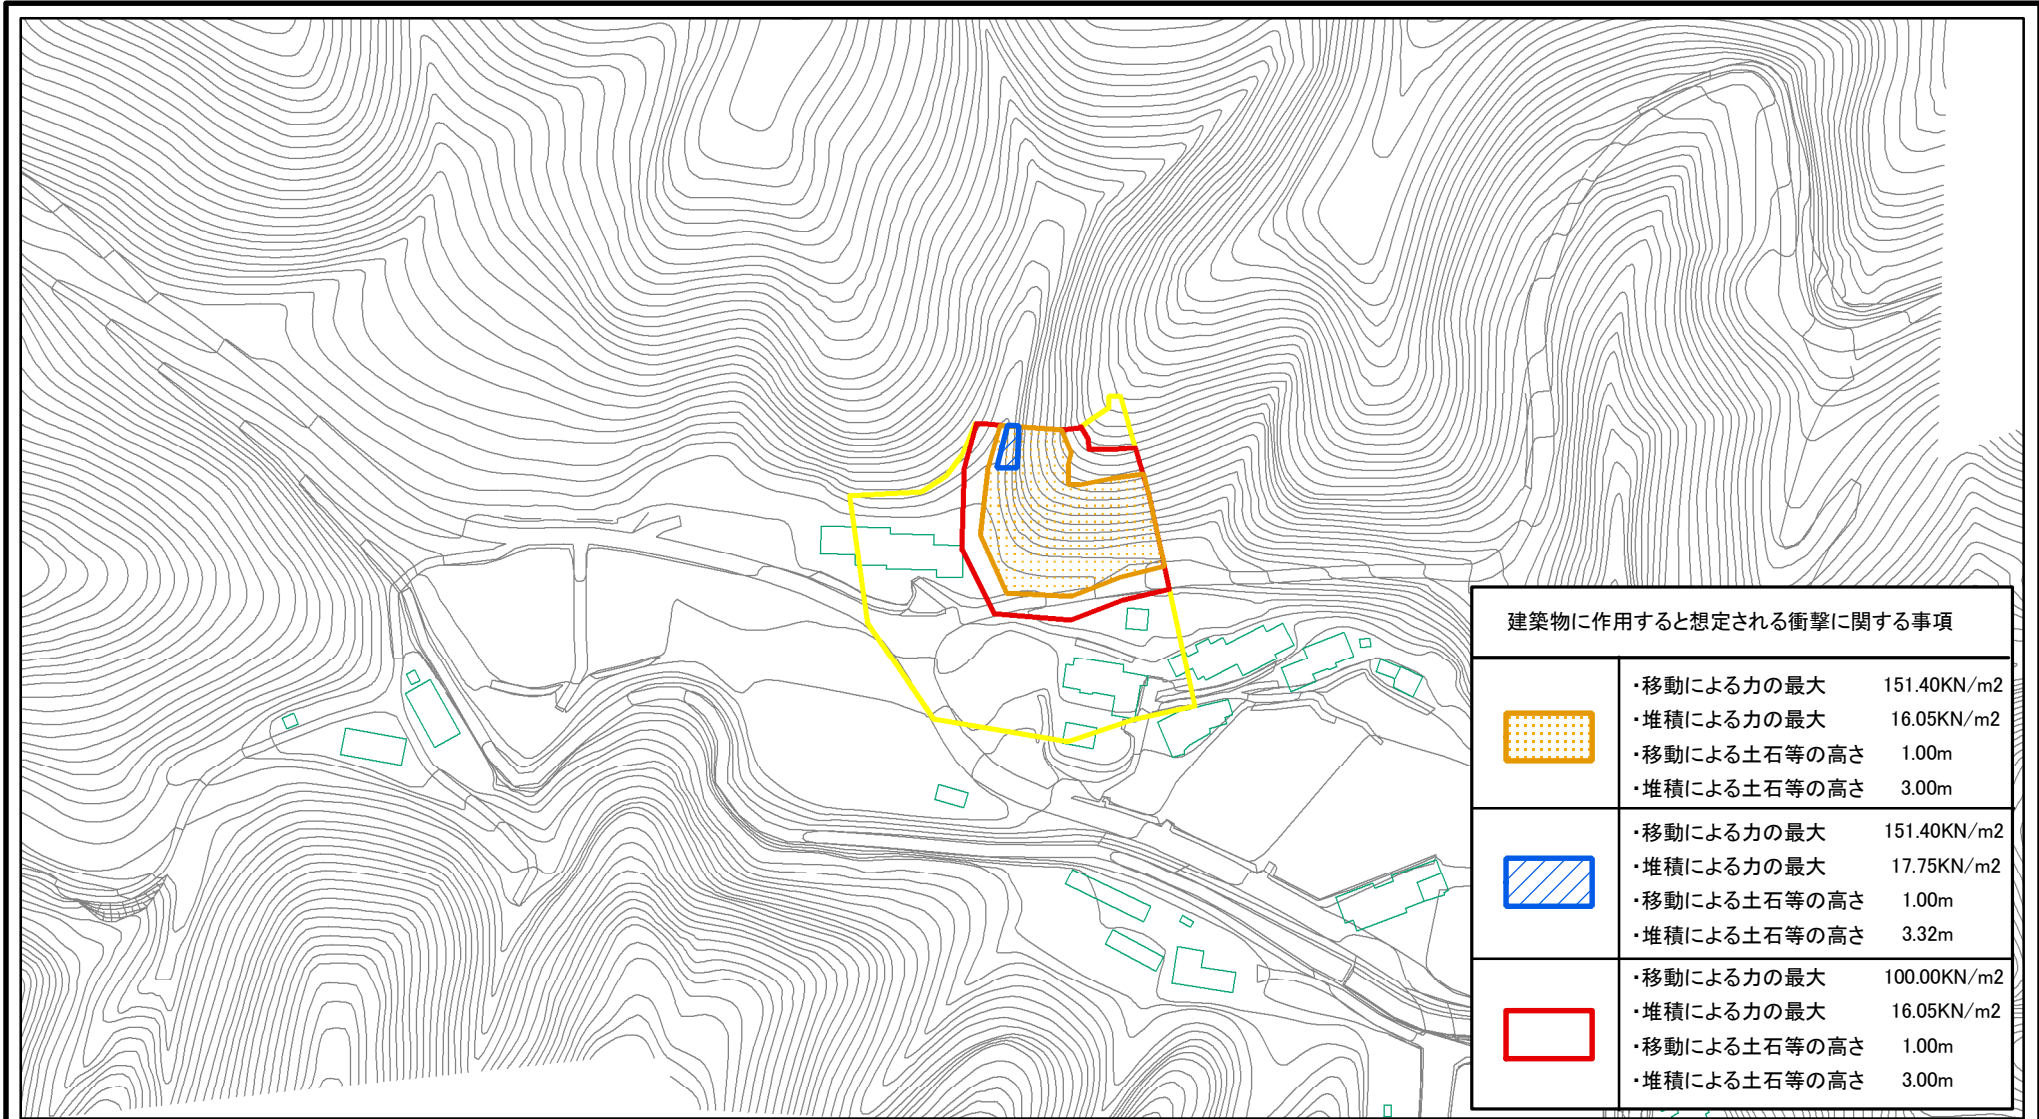 建築物に作用すると想定される衝撃に関する事項
・移動による力の最大 151.40KN/m2
・堆積による力の最大 16.05KN/m2
・移動による土石等の高さ 1.00m
・堆積による土石等の高さ 3.00m
・移動による力の最大 151.40KN/m2
・堆積による力の最大 17.75KN/m2
・移動による土石等の高さ 1.00m
・堆積による土石等の高さ 3.32m
・移動による力の最大 100.00KN/m2
・堆積による力の最大 16.05KN/m2
・移動による土石等の高さ 1.00m
・堆積による土石等の高さ 3.00m